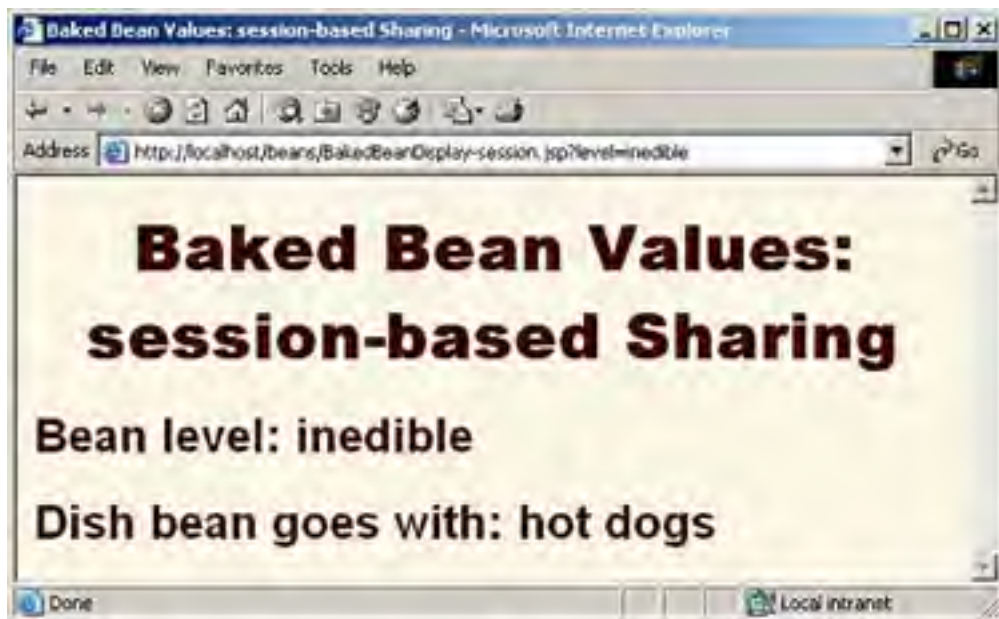 Baked Bean Values: session-based Sharing - Microsoft Internet Explorer
File Edit View Favorites Tools Help
Address http://localhost/beans/BakedBeanDisplay-session.jsp?level=inedible Go
Baked Bean Values:
session-based Sharing
Bean level: inedible
Dish bean goes with: hot dogs
Done Local intranet